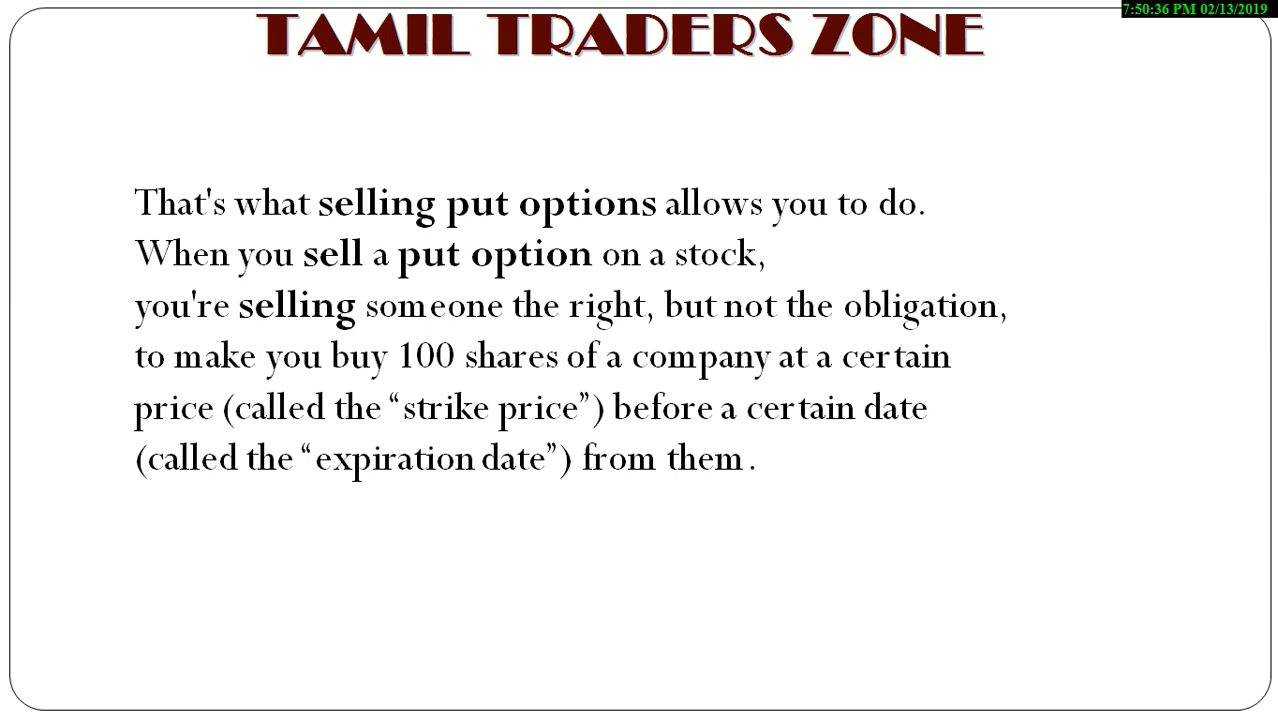 7:50:36 PM 02/13/2019
TAMIL TRADERS ZONE
That's what selling put options allows you to do.
When you sell a put option on a stock,
you're selling someone the right, but not the obligation,
to make you buy 100 shares of a company at a certain
price (called the “strike price”) before a certain date
(called the “expiration date”) from them.